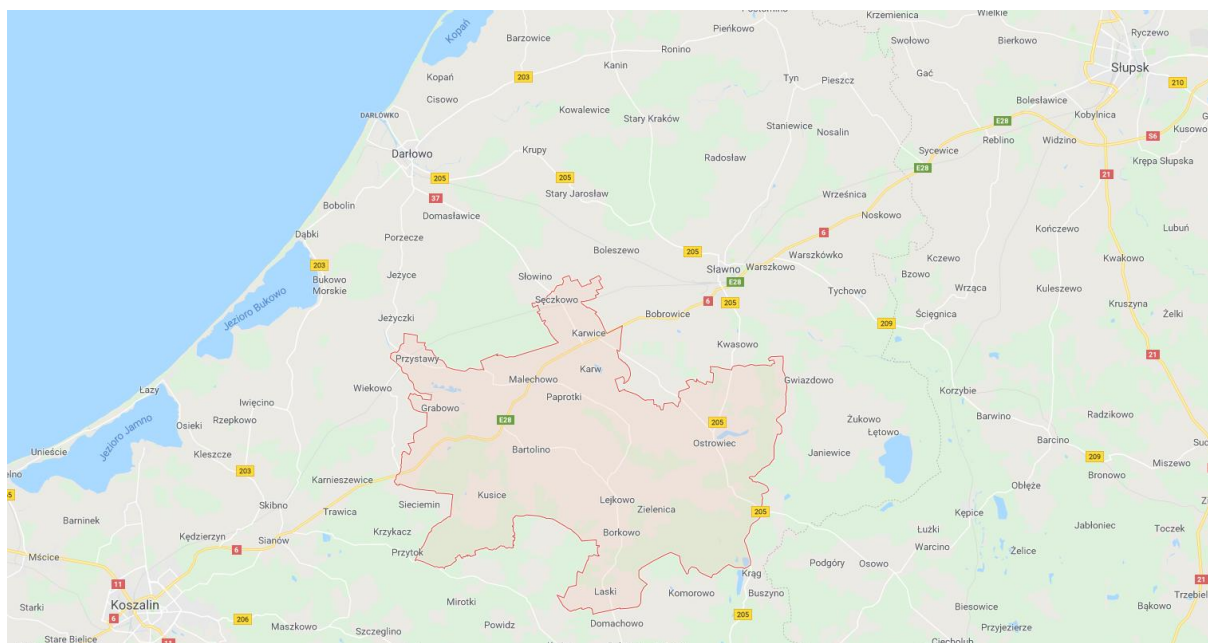 Kopań
Barzowice
Pieńkowo
Krzemienica
Wielkie
Swołowo
Bierkowo
Ryczewo
Ronino
Kanin
Kopań
203
Tyn
Pieszcz
Gać
Słupsk
210
Cisowo
Bolesławice
DARŁÓWKO
Kowalewice
Stary Kraków
Staniewice
Nosalin
E28
Kobylnica
Kusowo
Reblino
Widzino
S6
Darłowo
Krupy
Radosław
Sycewice
Krępa Słupska
205
205
E28
21
37
Stary Jarosław
Wrześnica
Bobolin
Domasławice
Noskowo
Dąbki
Porzecze
6
Kończewo
Lubuń
203
Boleszewo
205
Warszkówko
Kwakowo
Sławno
Warszkowo
Kczewo
Bukowo
Morskie
Jeżyce
Słowino
E28
Bzowo
Wrząca
Kuleszewo
Tychowo
Jezioro Bukowo
Sęczkowo
6
205
Kruszyna
Żelki
Jeżyczki
Bobrowice
209
Ścięgnica
Karwice
Kwasowo
21
Przystawy
Karw
Malechowo
Gwiazdowo
Korzybie
Łazy
Wiekowo
Paprotki
Iwięcino
Grabowo
Barwino
Radzikowo
Jezioro Jamno
Osieki
Rzepkowo
E28
205
Żukowo
Łętowo
Barcino
Unieście
Kleszcze
Bartolino
Ostrowiec
Janiewice
209
Miszewo
203
Karnieszewice
Bronowo
Sieciemin
Kusice
Lejkowo
Obłęże
Skibno
Trawica
Zielenica
205
Kępice
Barninek
Krzykacz
Borkowo
Łużki
Jabłoniec
Toczek
Kędzierzyn
Sianów
Warcino
Mścice
6
Przytok
Żelice
Podgóry
Osowo
11
Krąg
21
Koszalin
Mirotki
Laski
Komorowo
Buszyno
Starki
6
206
Maszkowo
Powidz
205
Biesowice
Bąkowo
Stare Bielice
Szczeglino
Domachowo
Przyjezierze